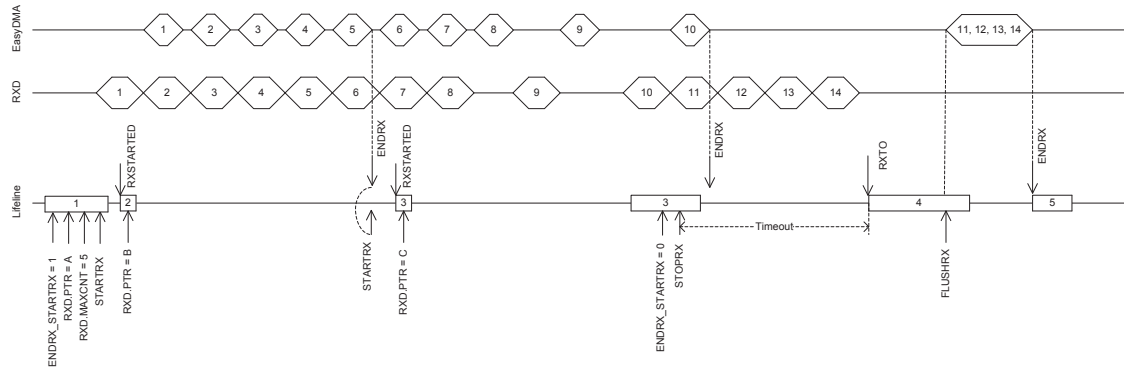 EasyDMA
1 2 3 4 5 6 7 8 9 10 11, 12, 13, 14
RXD
1 2 3 4 5 6 7 8 9 10 11 12 13 14
RXSTARTED
ENDRX
RXSTARTED
ENDRX
RXTO
ENDRX
Lifeline
1 2 3 3 4 5
Timeout
ENDRX_STARTRX = 1
RXD.PTR = A
RXD.MAXCNT = 5
STARTRX
RXD.PTR = B
STARTRX
RXD.PTR = C
ENDRX_STARTRX = 0
STOPRX
FLUSHRX